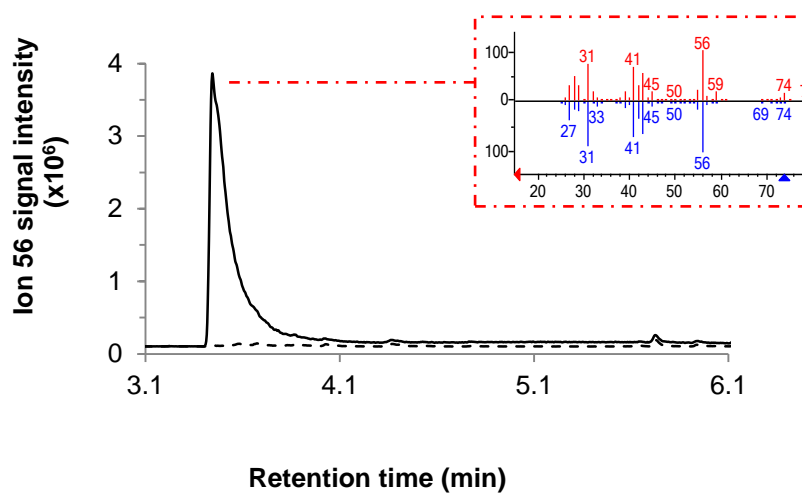 Ion 56 signal intensity
(x10⁶)
4
3
2
1
0
3.1 4.1 5.1 6.1
Retention time (min)
100
0
100
31 41 45 50 56 59 74
27 31 33 41 45 50 56 69 74
20 30 40 50 60 70